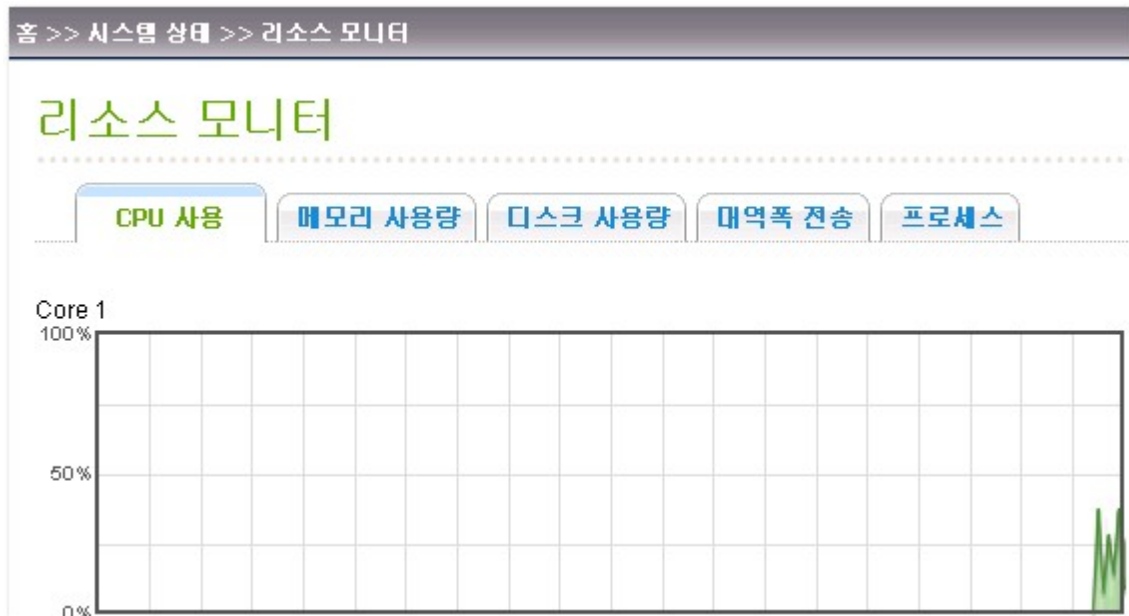 홈 >> 시스템 상태 >> 리소스 모니터
리소스 모니터
CPU 사용 메모리 사용량 디스크 사용량 대역폭 전송 프로세스
Core 1
100%
50%
0%